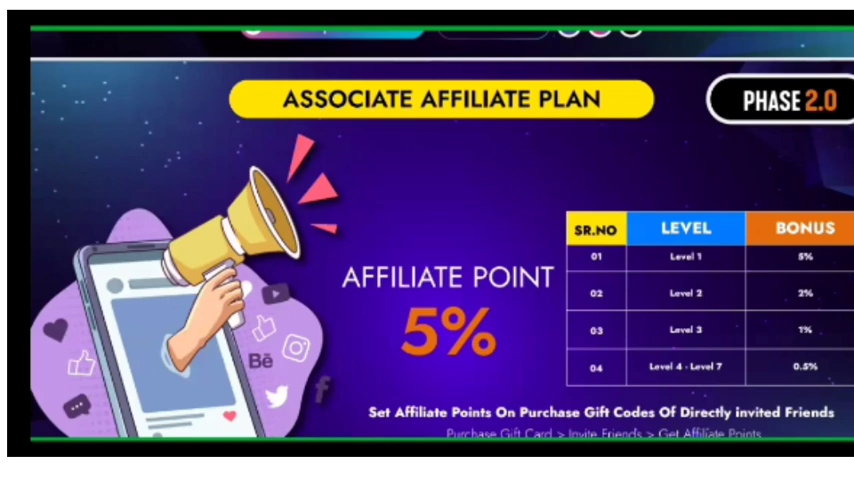 ASSOCIATE AFFILIATE PLAN
PHASE 2.0
SR.NO LEVEL BONUS
01 Level 1 5%
02 Level 2 2%
03 Level 3 1%
04 Level 4 - Level 7 0.5%
AFFILIATE POINT
5%
Bē
Set Affiliate Points On Purchase Gift Codes Of Directly invited Friends
Purchase Gift Card > Invite Friends > Get Affiliate Points